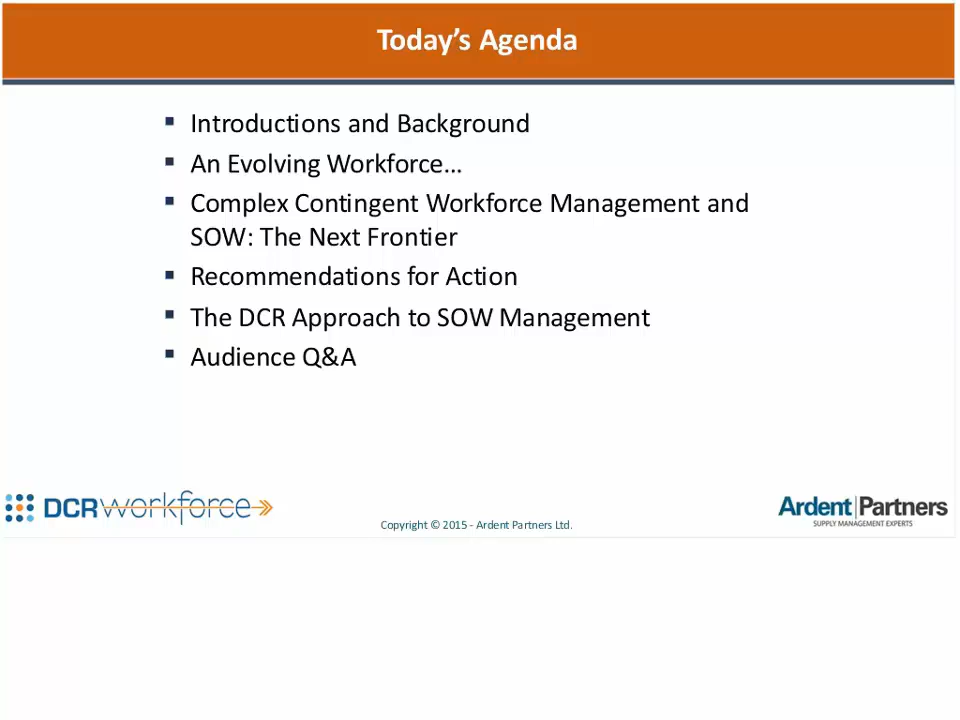 Today’s Agenda
▪ Introductions and Background
▪ An Evolving Workforce…
▪ Complex Contingent Workforce Management and
SOW: The Next Frontier
▪ Recommendations for Action
▪ The DCR Approach to SOW Management
▪ Audience Q&A
DCRworkforce
Copyright © 2015 - Ardent Partners Ltd.
Ardent|Partners
SUPPLY MANAGEMENT EXPERTS